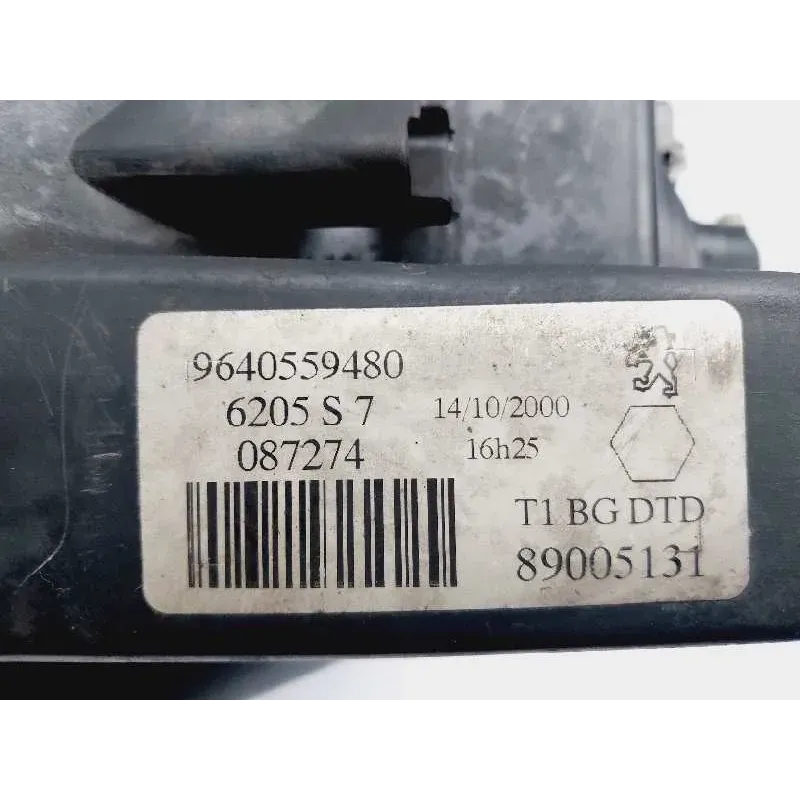 9640559480
6205 S 7 14/10/2000
087274 16h25
T1 BG DTD
89005131